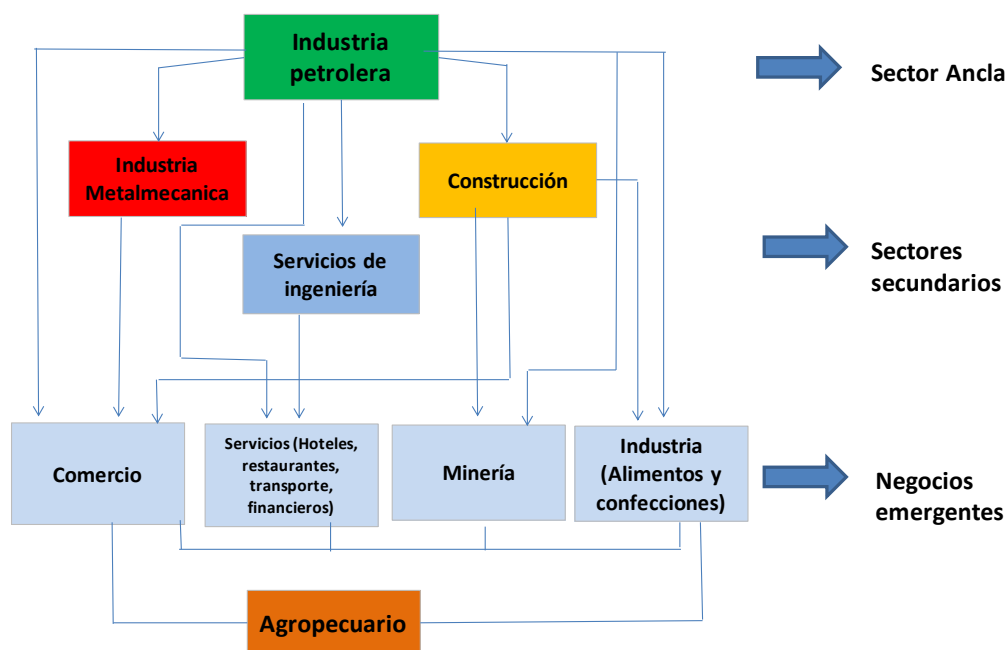 Industria
petrolera
Sector Ancla
Industria
Metalmecanica
Construcción
Servicios de
ingeniería
Sectores
secundarios
Comercio
Servicios (Hoteles,
restaurantes,
transporte,
financieros)
Minería
Industria
(Alimentos y
confecciones)
Negocios
emergentes
Agropecuario